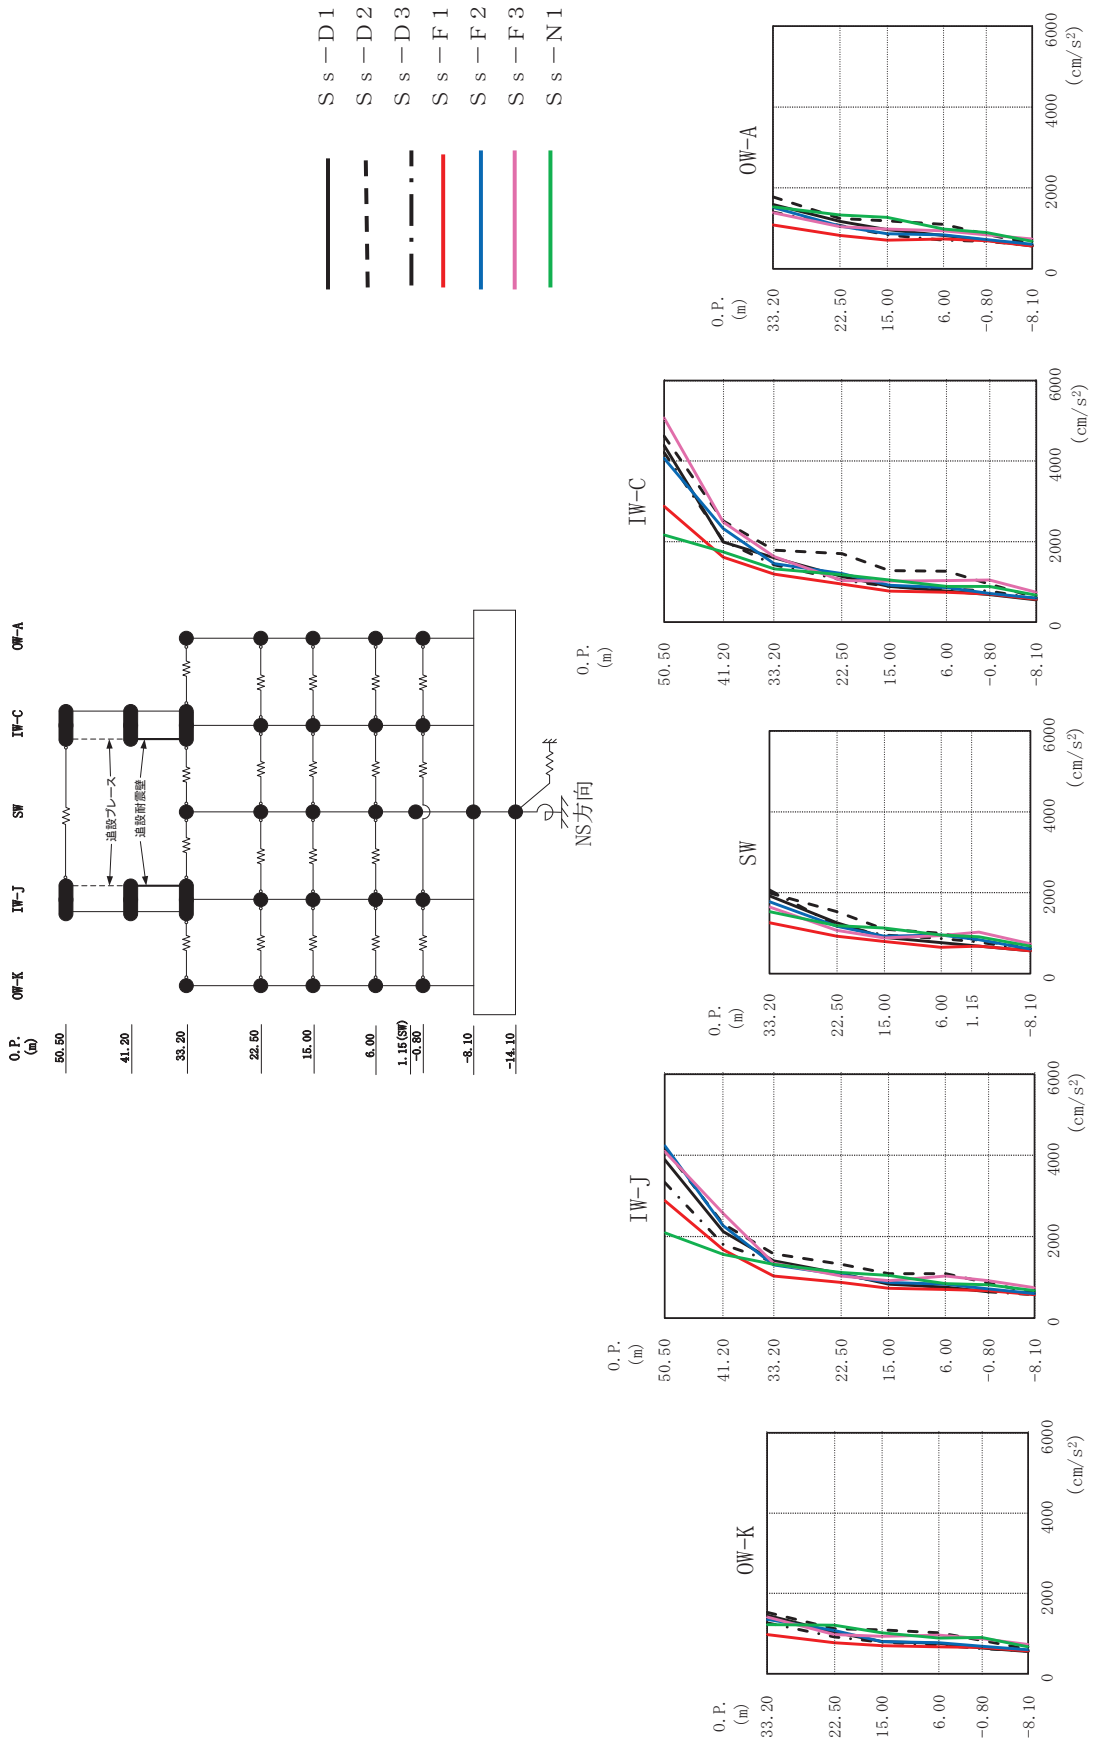 O.P.
(m)
OW-K
IW-J
SW
IW-C
OW-A
50.50
41.20
33.20
22.50
15.00
6.00
1.15(SW)
-0.80
-8.10
-14.10
追設ブレース
追設耐震壁
NS方向
Ss-D1
Ss-D2
Ss-D3
Ss-F1
Ss-F2
Ss-F3
Ss-N1
OW-K
O.P.
(m)
33.20
22.50
15.00
6.00
-0.80
-8.10
0
2000
4000
6000
(cm/s²)
IW-J
O.P.
(m)
50.50
41.20
33.20
22.50
15.00
6.00
-0.80
-8.10
0
2000
4000
6000
(cm/s²)
SW
O.P.
(m)
33.20
22.50
15.00
6.00
1.15
-8.10
0
2000
4000
6000
(cm/s²)
IW-C
O.P.
(m)
50.50
41.20
33.20
22.50
15.00
6.00
-0.80
-8.10
0
2000
4000
6000
(cm/s²)
OW-A
O.P.
(m)
33.20
22.50
15.00
6.00
-0.80
-8.10
0
2000
4000
6000
(cm/s²)